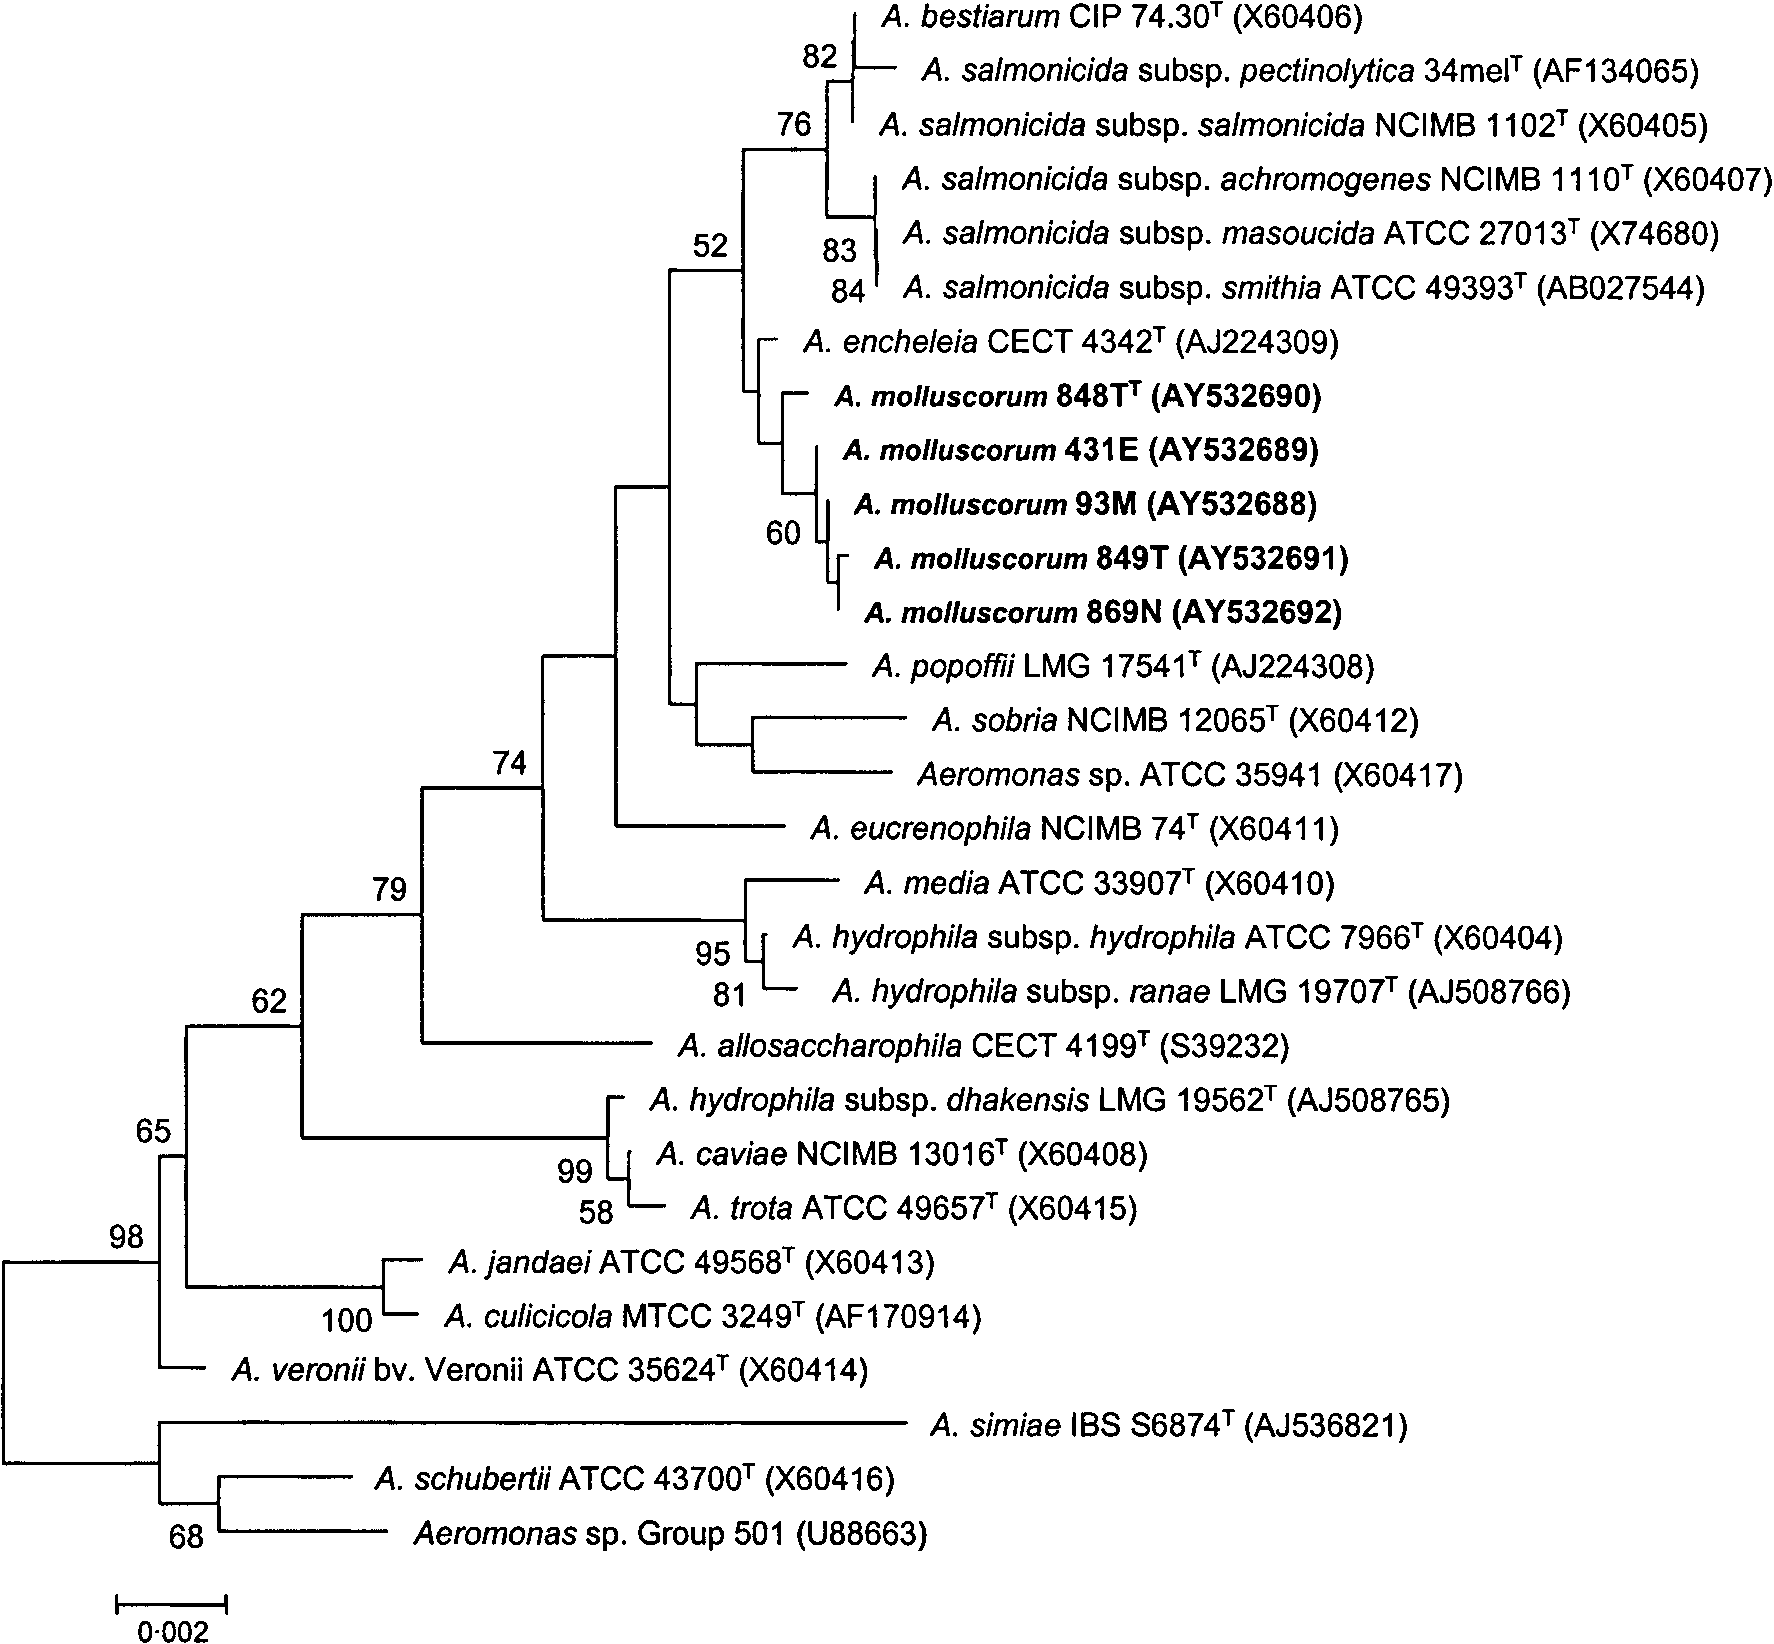 A. bestiarum CIP 74.30ᵀ (X60406)
82
A. salmonicida subsp. pectinolytica 34melᵀ (AF134065)
76
A. salmonicida subsp. salmonicida NCIMB 1102ᵀ (X60405)
A. salmonicida subsp. achromogenes NCIMB 1110ᵀ (X60407)
52
83
A. salmonicida subsp. masoucida ATCC 27013ᵀ (X74680)
84
A. salmonicida subsp. smithia ATCC 49393ᵀ (AB027544)
A. encheleia CECT 4342ᵀ (AJ224309)
A. molluscorum 848Tᵀ (AY532690)
A. molluscorum 431E (AY532689)
A. molluscorum 93M (AY532688)
60
A. molluscorum 849T (AY532691)
A. molluscorum 869N (AY532692)
A. popoffii LMG 17541ᵀ (AJ224308)
A. sobria NCIMB 12065ᵀ (X60412)
74
Aeromonas sp. ATCC 35941 (X60417)
A. eucrenophila NCIMB 74ᵀ (X60411)
79
A. media ATCC 33907ᵀ (X60410)
95
A. hydrophila subsp. hydrophila ATCC 7966ᵀ (X60404)
62
81
A. hydrophila subsp. ranae LMG 19707ᵀ (AJ508766)
A. allosaccharophila CECT 4199ᵀ (S39232)
A. hydrophila subsp. dhakensis LMG 19562ᵀ (AJ508765)
65
99
A. caviae NCIMB 13016ᵀ (X60408)
58
A. trota ATCC 49657ᵀ (X60415)
98
A. jandaei ATCC 49568ᵀ (X60413)
100
A. culicicola MTCC 3249ᵀ (AF170914)
A. veronii bv. Veronii ATCC 35624ᵀ (X60414)
A. simiae IBS S6874ᵀ (AJ536821)
A. schubertii ATCC 43700ᵀ (X60416)
68
Aeromonas sp. Group 501 (U88663)
0·002